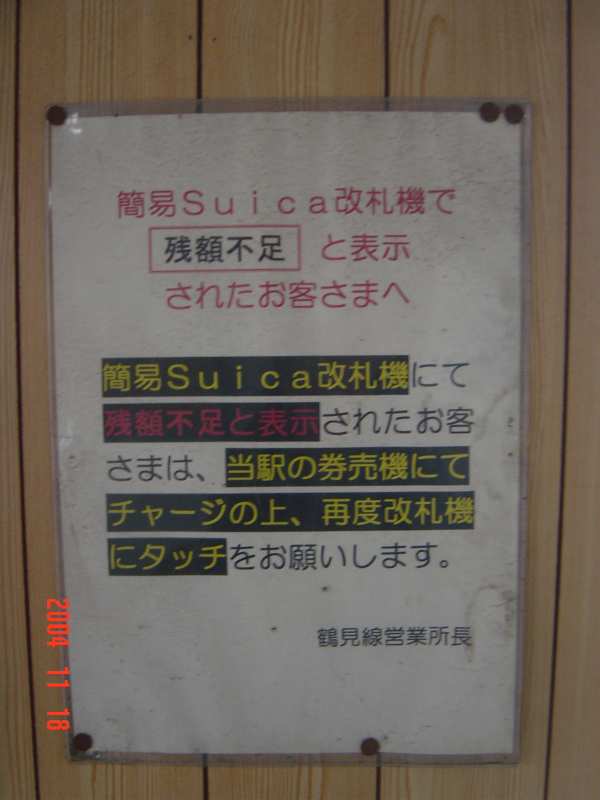 簡易Ｓｕｉｃａ改札機で
残額不足 と表示
されたお客さまへ
簡易Ｓｕｉｃａ改札機にて
残額不足と表示されたお客
さまは、当駅の券売機にて
チャージの上、再度改札機
にタッチをお願いします。
鶴見線営業所長
2004 11 18